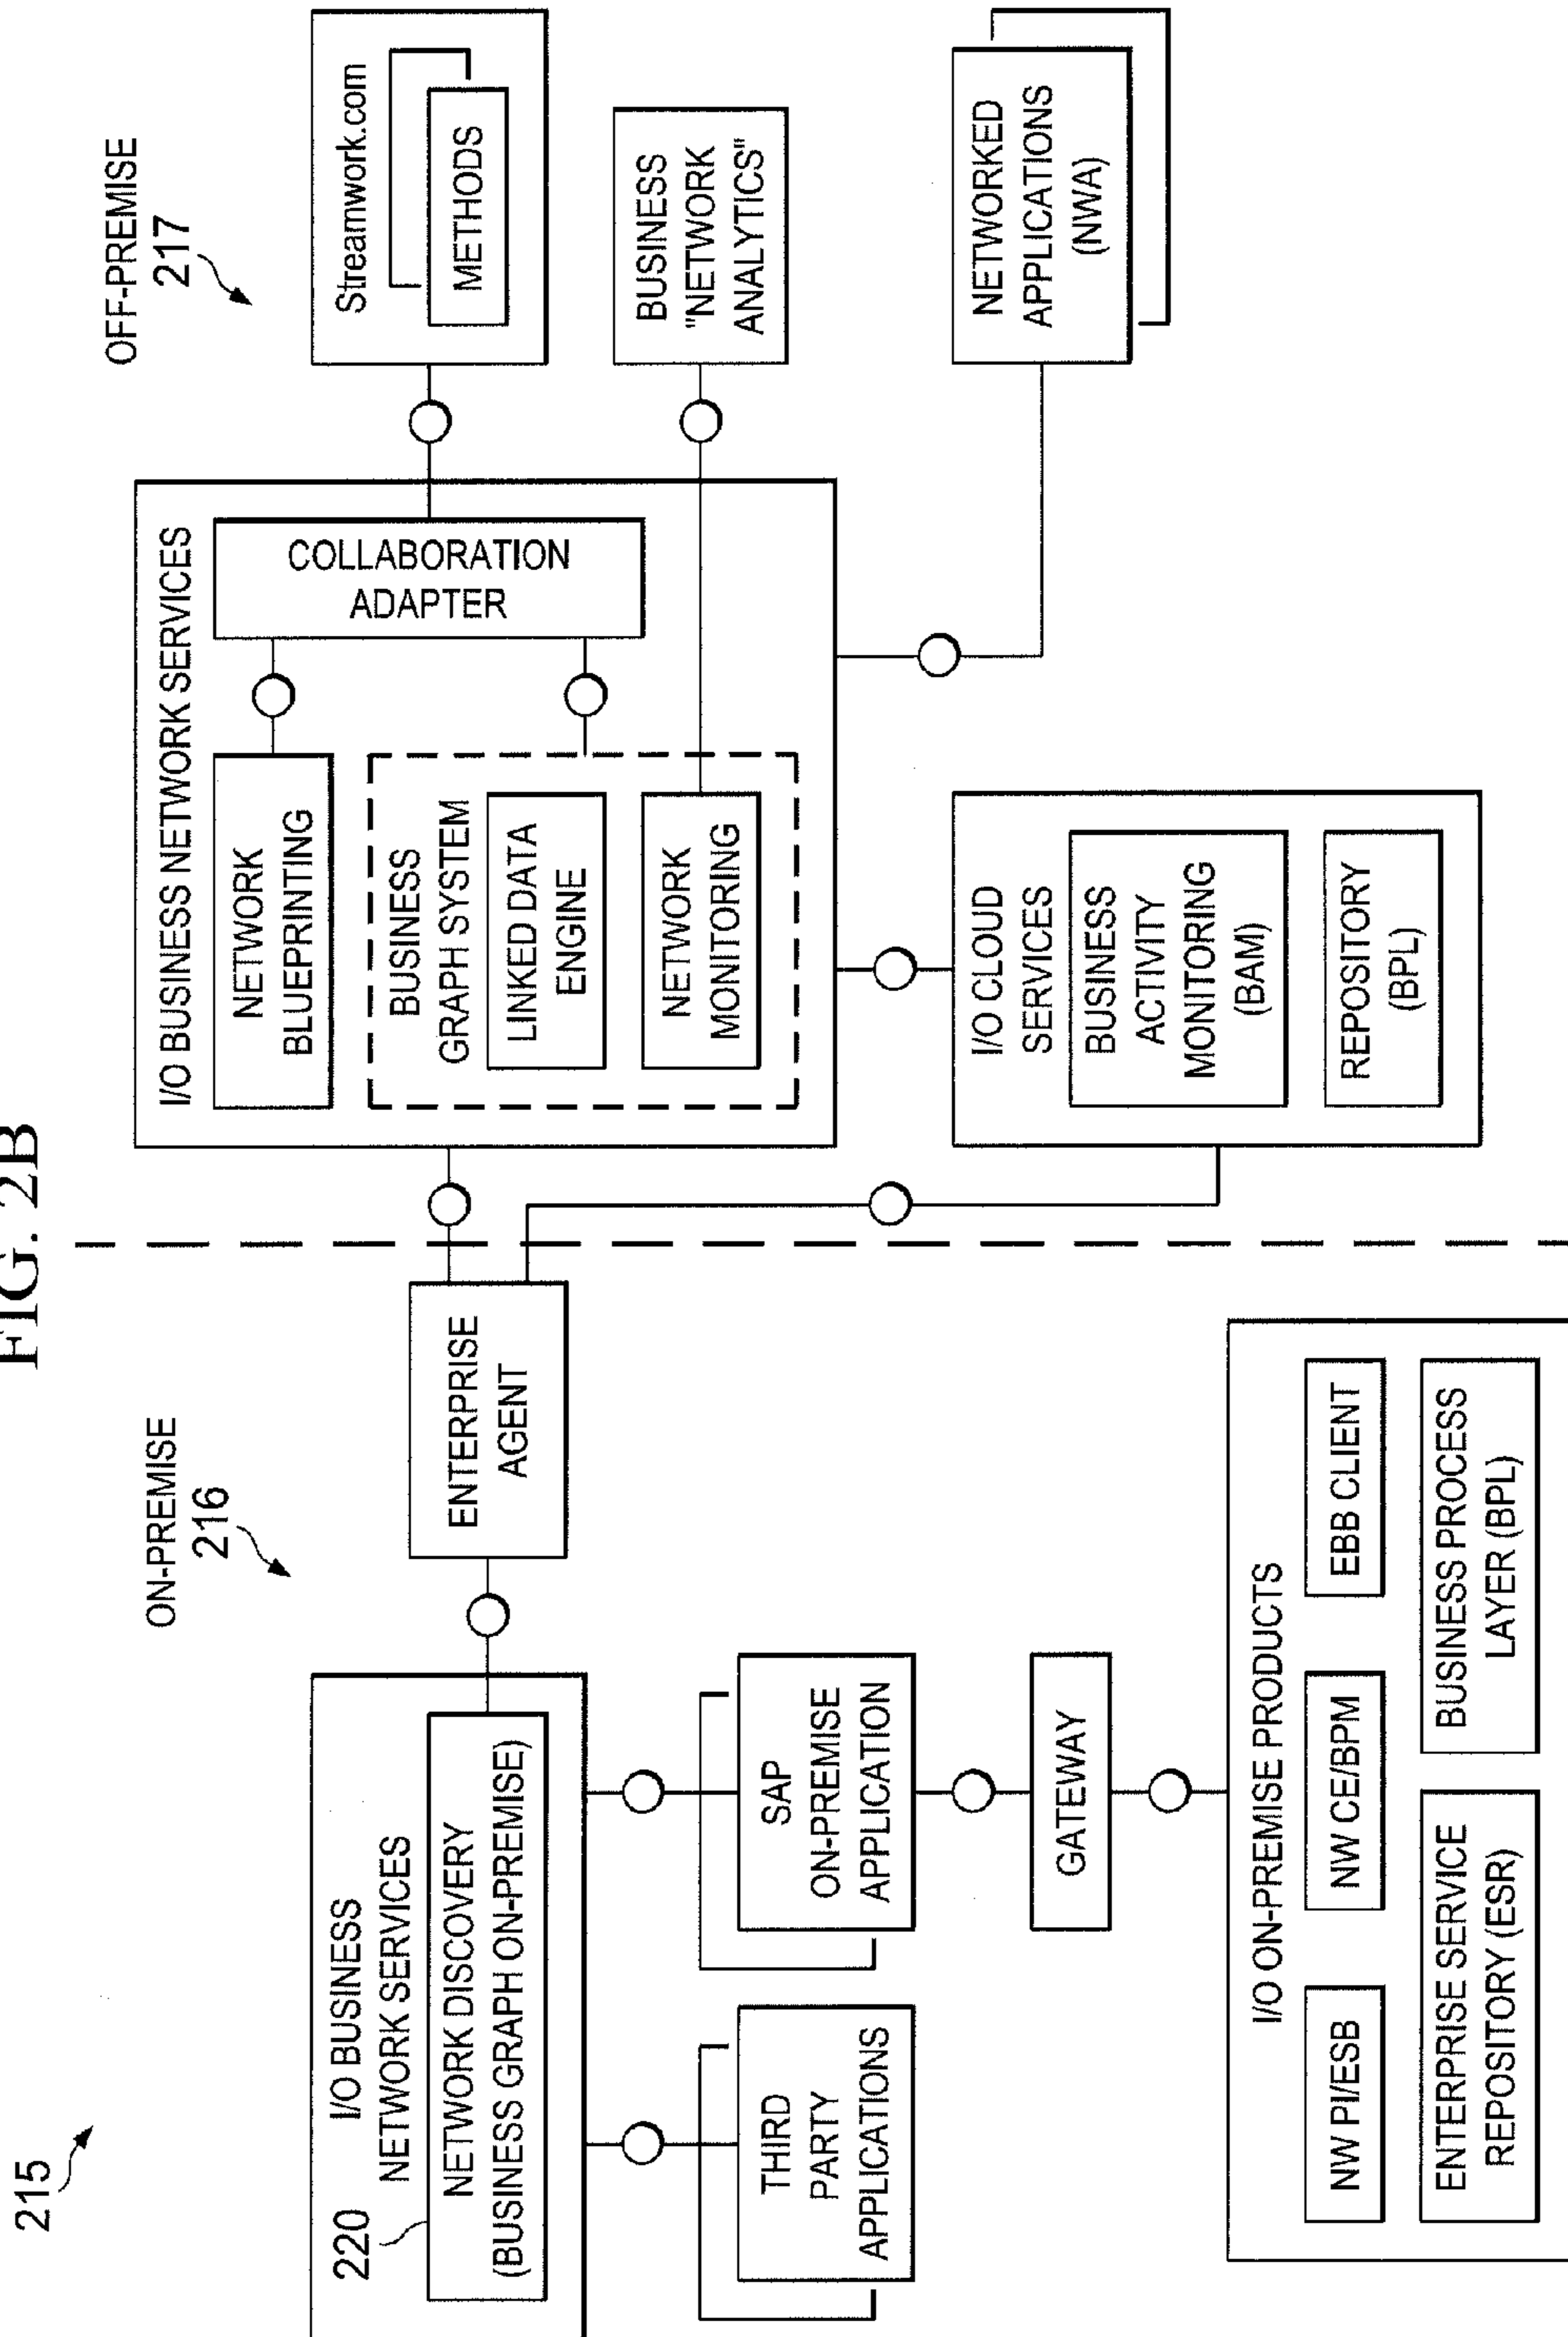 FIG. 2B
215
ON-PREMISE
216
OFF-PREMISE
217
I/O BUSINESS
NETWORK SERVICES
220
NETWORK DISCOVERY
(BUSINESS GRAPH ON-PREMISE)
THIRD
PARTY
APPLICATIONS
SAP
ON-PREMISE
APPLICATION
GATEWAY
I/O ON-PREMISE PRODUCTS
NW PI/ESB
NW CE/BPM
EBB CLIENT
ENTERPRISE SERVICE
REPOSITORY (ESR)
BUSINESS PROCESS
LAYER (BPL)
ENTERPRISE
AGENT
I/O BUSINESS NETWORK SERVICES
NETWORK
BLUEPRINTING
COLLABORATION
ADAPTER
BUSINESS
GRAPH SYSTEM
LINKED DATA
ENGINE
NETWORK
MONITORING
I/O CLOUD
SERVICES
BUSINESS
ACTIVITY
MONITORING
(BAM)
REPOSITORY
(BPL)
Streamwork.com
METHODS
BUSINESS
"NETWORK
ANALYTICS"
NETWORKED
APPLICATIONS
(NWA)